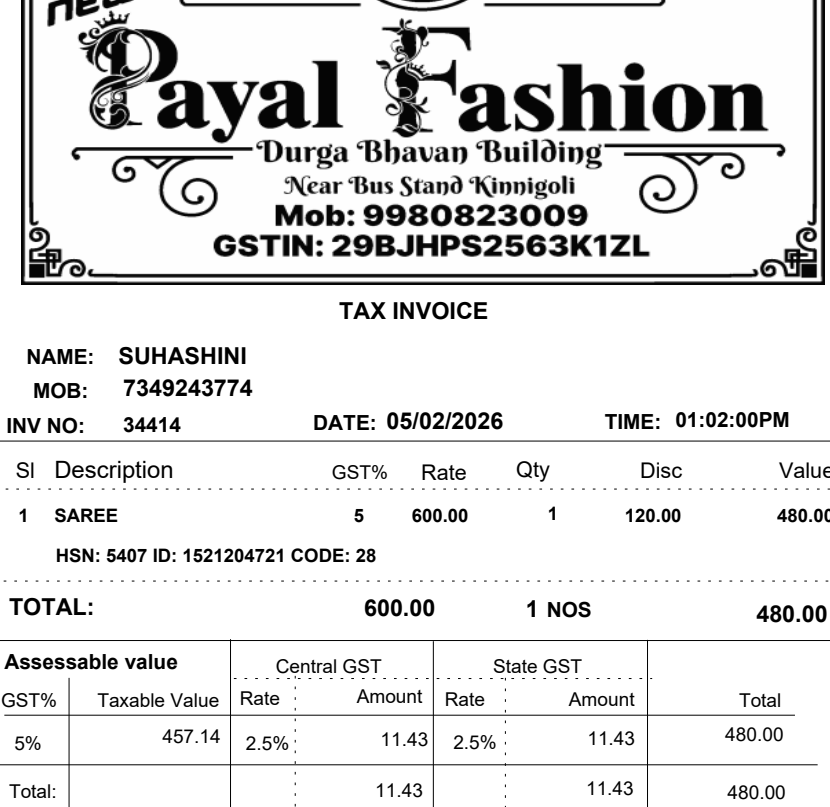 new
Payal Fashion
Durga Bhavan Building
Near Bus Stand Kinnigoli
Mob: 9980823009
GSTIN: 29BJHPS2563K1ZL
TAX INVOICE
NAME: SUHASHINI
MOB: 7349243774
INV NO: 34414 DATE: 05/02/2026 TIME: 01:02:00PM
Sl Description GST% Rate Qty Disc Value
1 SAREE 5 600.00 1 120.00 480.00
HSN: 5407 ID: 1521204721 CODE: 28
TOTAL: 600.00 1 NOS 480.00
Assessable value Central GST State GST
GST% Taxable Value Rate Amount Rate Amount Total
5% 457.14 2.5% 11.43 2.5% 11.43 480.00
Total: 11.43 11.43 480.00